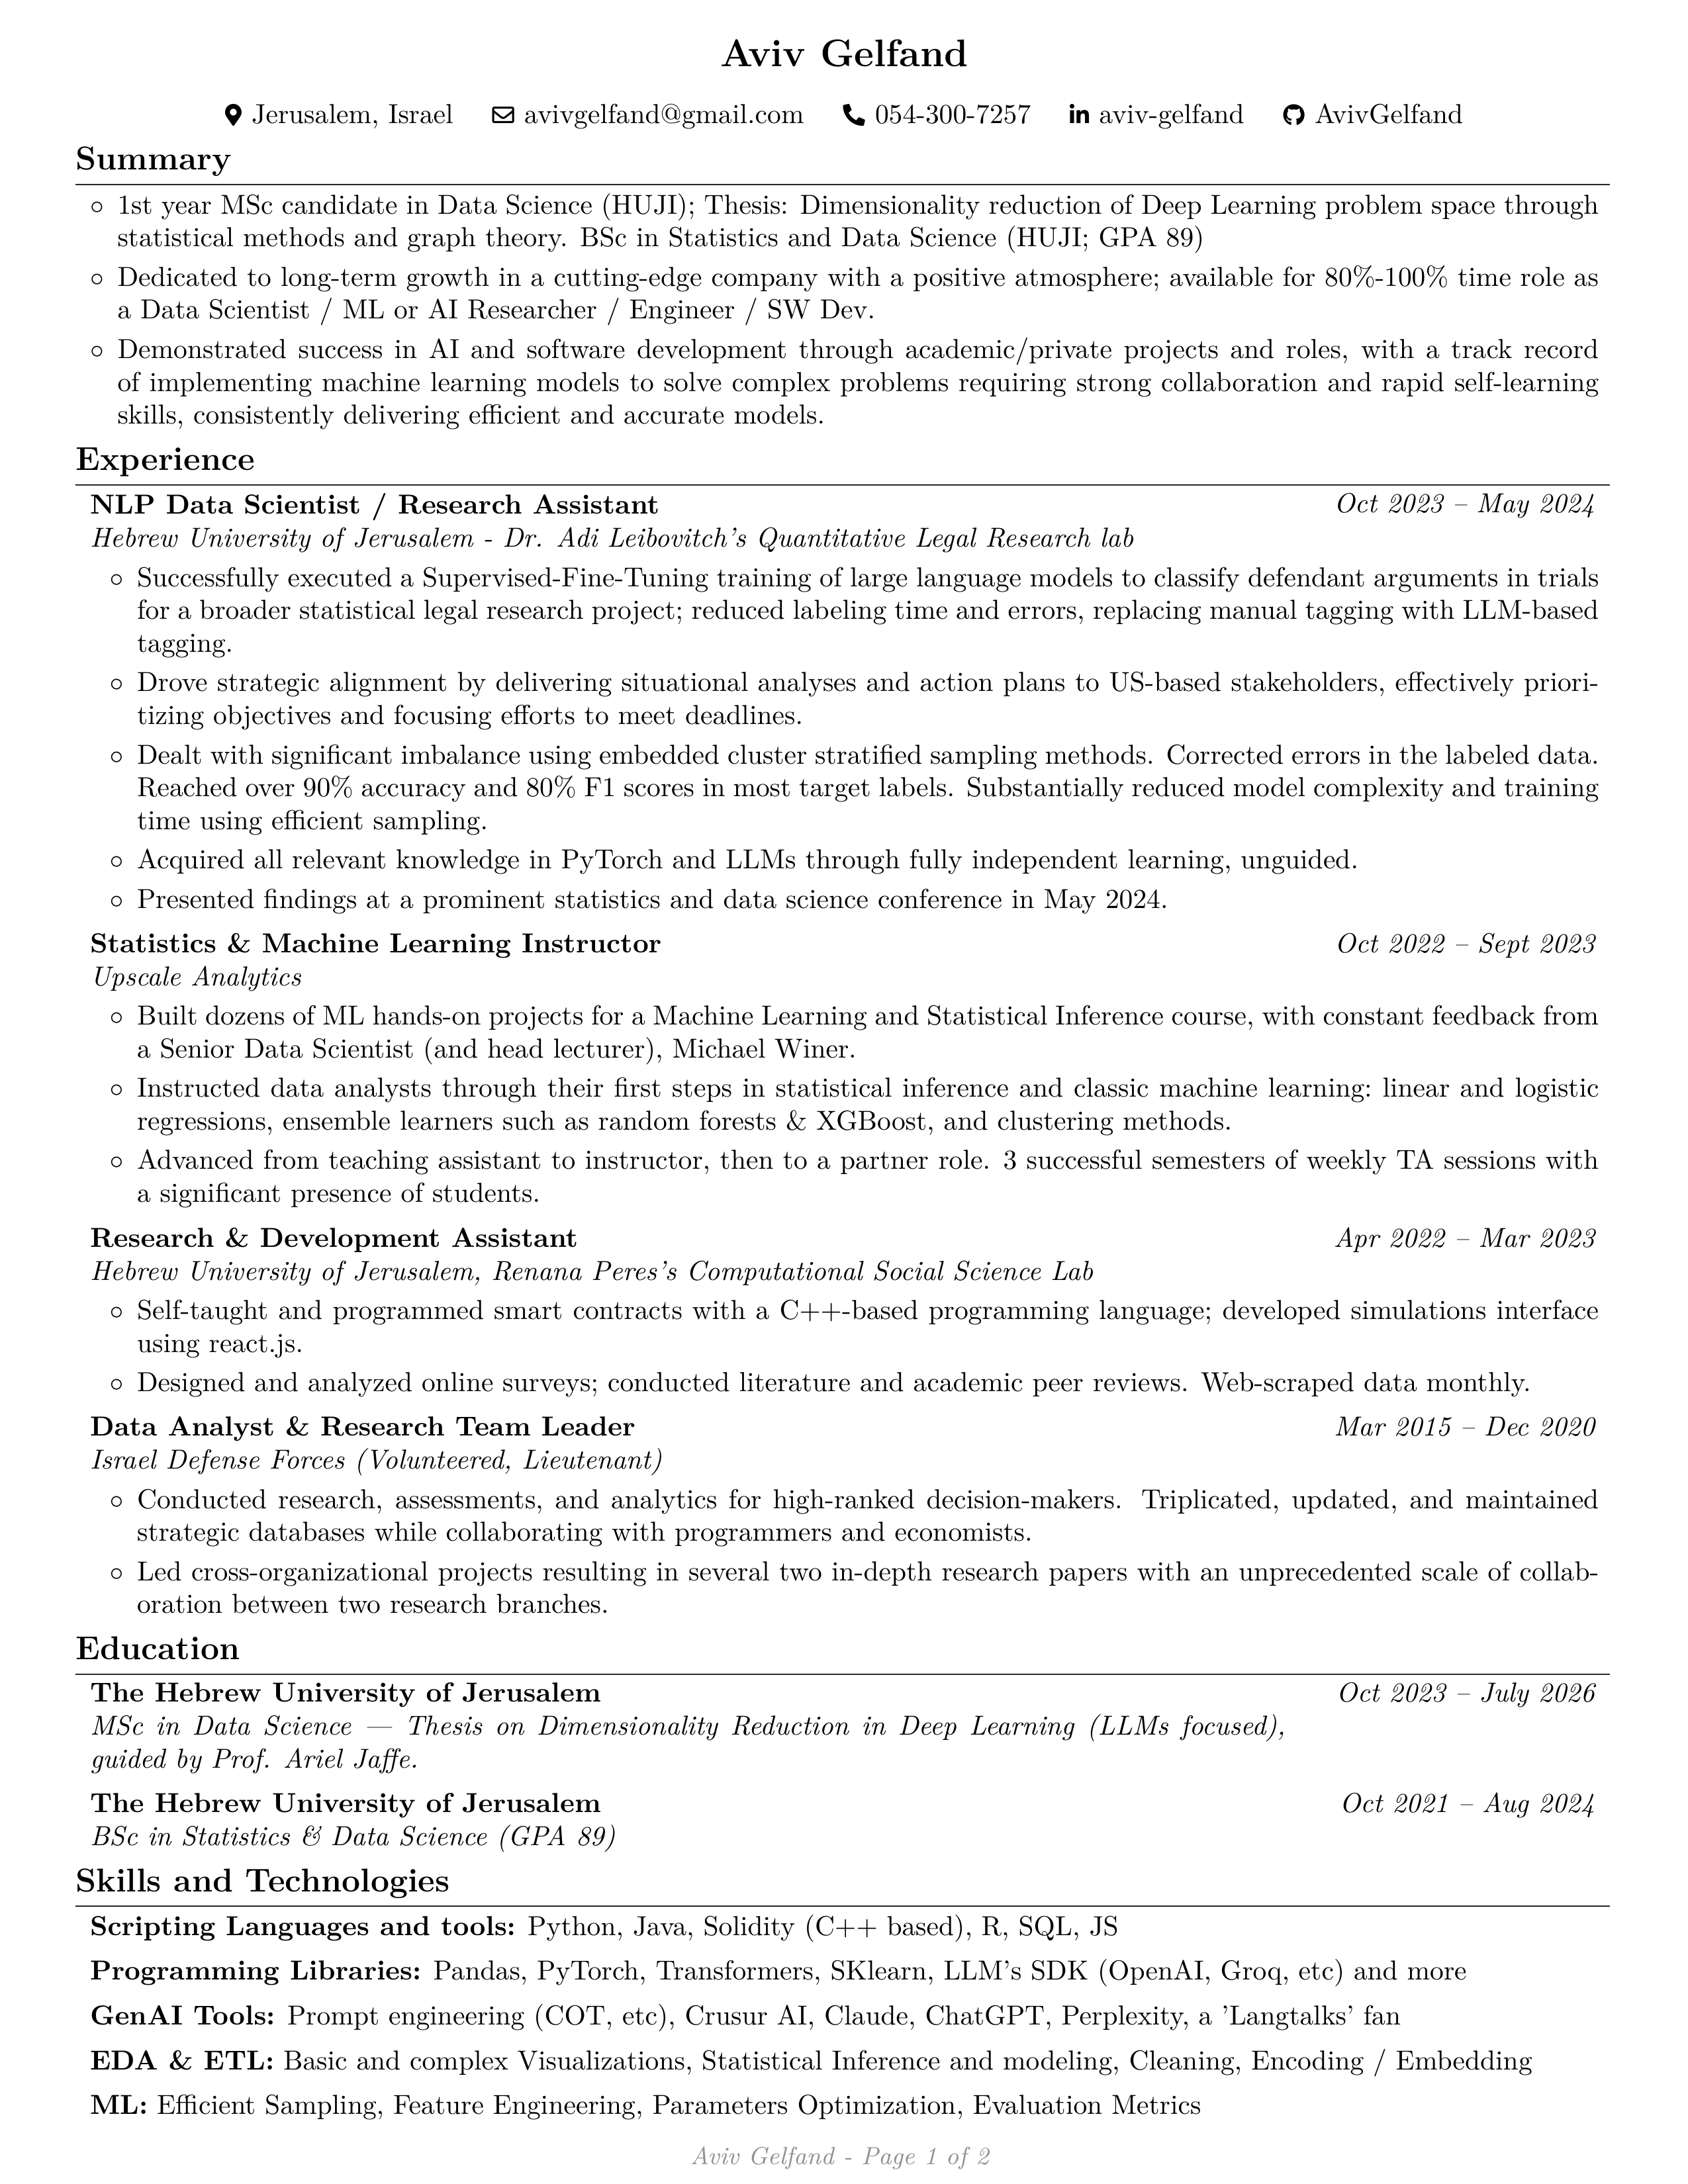 Aviv Gelfand
Jerusalem, Israel avivgelfand@gmail.com 054-300-7257 aviv-gelfand AvivGelfand
Summary
◦ 1st year MSc candidate in Data Science (HUJI); Thesis: Dimensionality reduction of Deep Learning problem space through
statistical methods and graph theory. BSc in Statistics and Data Science (HUJI; GPA 89)
◦ Dedicated to long-term growth in a cutting-edge company with a positive atmosphere; available for 80%-100% time role as
a Data Scientist / ML or AI Researcher / Engineer / SW Dev.
◦ Demonstrated success in AI and software development through academic/private projects and roles, with a track record
of implementing machine learning models to solve complex problems requiring strong collaboration and rapid self-learning
skills, consistently delivering efficient and accurate models.
Experience
NLP Data Scientist / Research Assistant Oct 2023 – May 2024
Hebrew University of Jerusalem - Dr. Adi Leibovitch's Quantitative Legal Research lab
◦ Successfully executed a Supervised-Fine-Tuning training of large language models to classify defendant arguments in trials
for a broader statistical legal research project; reduced labeling time and errors, replacing manual tagging with LLM-based
tagging.
◦ Drove strategic alignment by delivering situational analyses and action plans to US-based stakeholders, effectively priori-
tizing objectives and focusing efforts to meet deadlines.
◦ Dealt with significant imbalance using embedded cluster stratified sampling methods. Corrected errors in the labeled data.
Reached over 90% accuracy and 80% F1 scores in most target labels. Substantially reduced model complexity and training
time using efficient sampling.
◦ Acquired all relevant knowledge in PyTorch and LLMs through fully independent learning, unguided.
◦ Presented findings at a prominent statistics and data science conference in May 2024.
Statistics & Machine Learning Instructor Oct 2022 – Sept 2023
Upscale Analytics
◦ Built dozens of ML hands-on projects for a Machine Learning and Statistical Inference course, with constant feedback from
a Senior Data Scientist (and head lecturer), Michael Winer.
◦ Instructed data analysts through their first steps in statistical inference and classic machine learning: linear and logistic
regressions, ensemble learners such as random forests & XGBoost, and clustering methods.
◦ Advanced from teaching assistant to instructor, then to a partner role. 3 successful semesters of weekly TA sessions with
a significant presence of students.
Research & Development Assistant Apr 2022 – Mar 2023
Hebrew University of Jerusalem, Renana Peres's Computational Social Science Lab
◦ Self-taught and programmed smart contracts with a C++-based programming language; developed simulations interface
using react.js.
◦ Designed and analyzed online surveys; conducted literature and academic peer reviews. Web-scraped data monthly.
Data Analyst & Research Team Leader Mar 2015 – Dec 2020
Israel Defense Forces (Volunteered, Lieutenant)
◦ Conducted research, assessments, and analytics for high-ranked decision-makers. Triplicated, updated, and maintained
strategic databases while collaborating with programmers and economists.
◦ Led cross-organizational projects resulting in several two in-depth research papers with an unprecedented scale of collab-
oration between two research branches.
Education
The Hebrew University of Jerusalem Oct 2023 – July 2026
MSc in Data Science — Thesis on Dimensionality Reduction in Deep Learning (LLMs focused),
guided by Prof. Ariel Jaffe.
The Hebrew University of Jerusalem Oct 2021 – Aug 2024
BSc in Statistics & Data Science (GPA 89)
Skills and Technologies
Scripting Languages and tools: Python, Java, Solidity (C++ based), R, SQL, JS
Programming Libraries: Pandas, PyTorch, Transformers, SKlearn, LLM's SDK (OpenAI, Groq, etc) and more
GenAI Tools: Prompt engineering (COT, etc), Crusur AI, Claude, ChatGPT, Perplexity, a 'Langtalks' fan
EDA & ETL: Basic and complex Visualizations, Statistical Inference and modeling, Cleaning, Encoding / Embedding
ML: Efficient Sampling, Feature Engineering, Parameters Optimization, Evaluation Metrics
Aviv Gelfand - Page 1 of 2